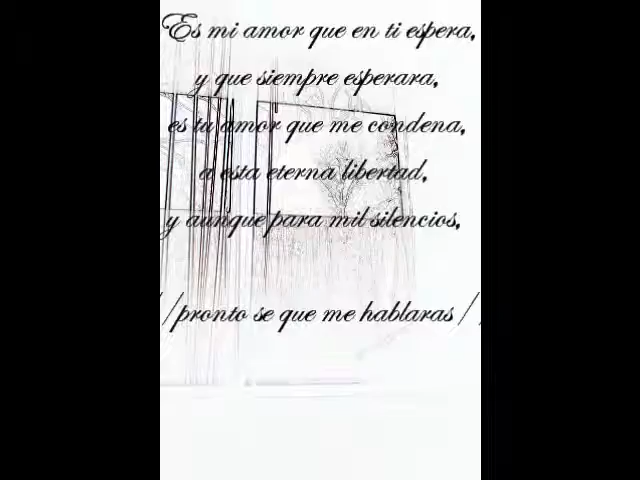 Es mi amor que en ti espera,
y que siempre esperara,
es tu amor que me condena,
a esta eterna libertad,
y aunque para mil silencios,
//pronto se que me hablaras//